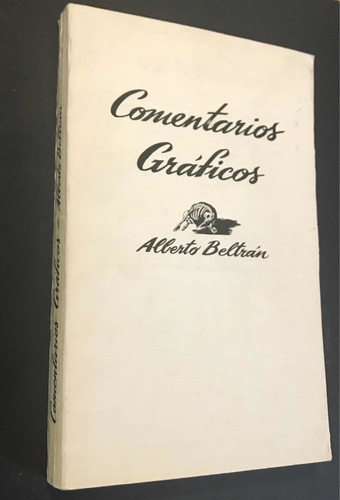 Comentarios
Gráficos
Alberto Beltrán
Comentarios Gráficos - Alberto Beltrán